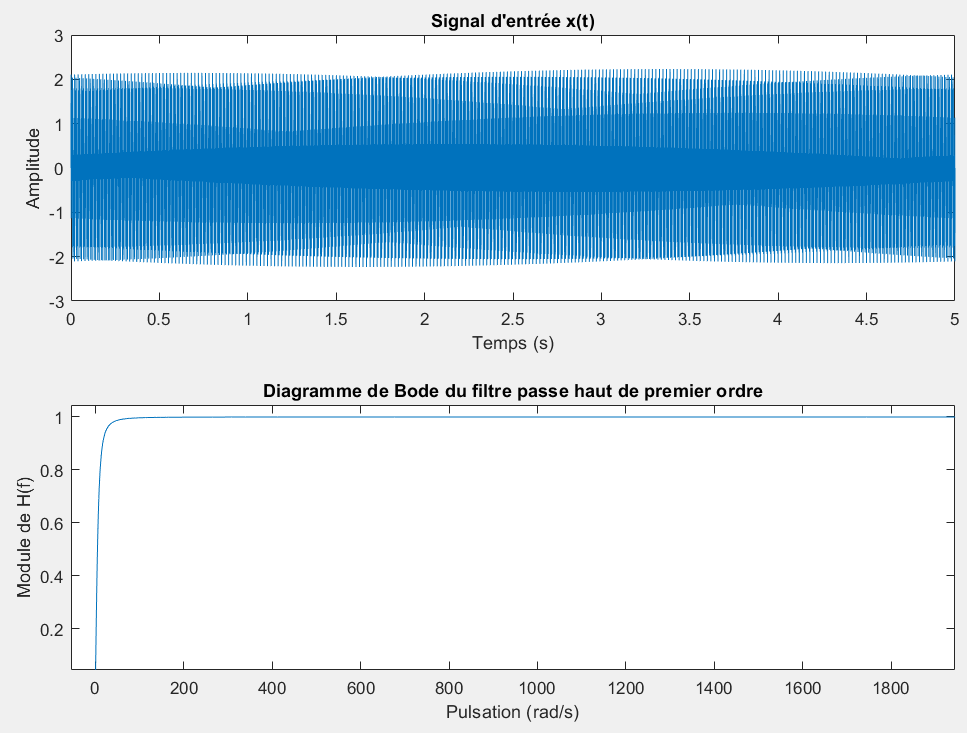 Signal d'entrée x(t)
3
2
1
0
-1
-2
-3
Amplitude
0 0.5 1 1.5 2 2.5 3 3.5 4 4.5 5
Temps (s)
Diagramme de Bode du filtre passe haut de premier ordre
1
0.8
0.6
0.4
0.2
Module de H(f)
0 200 400 600 800 1000 1200 1400 1600 1800
Pulsation (rad/s)